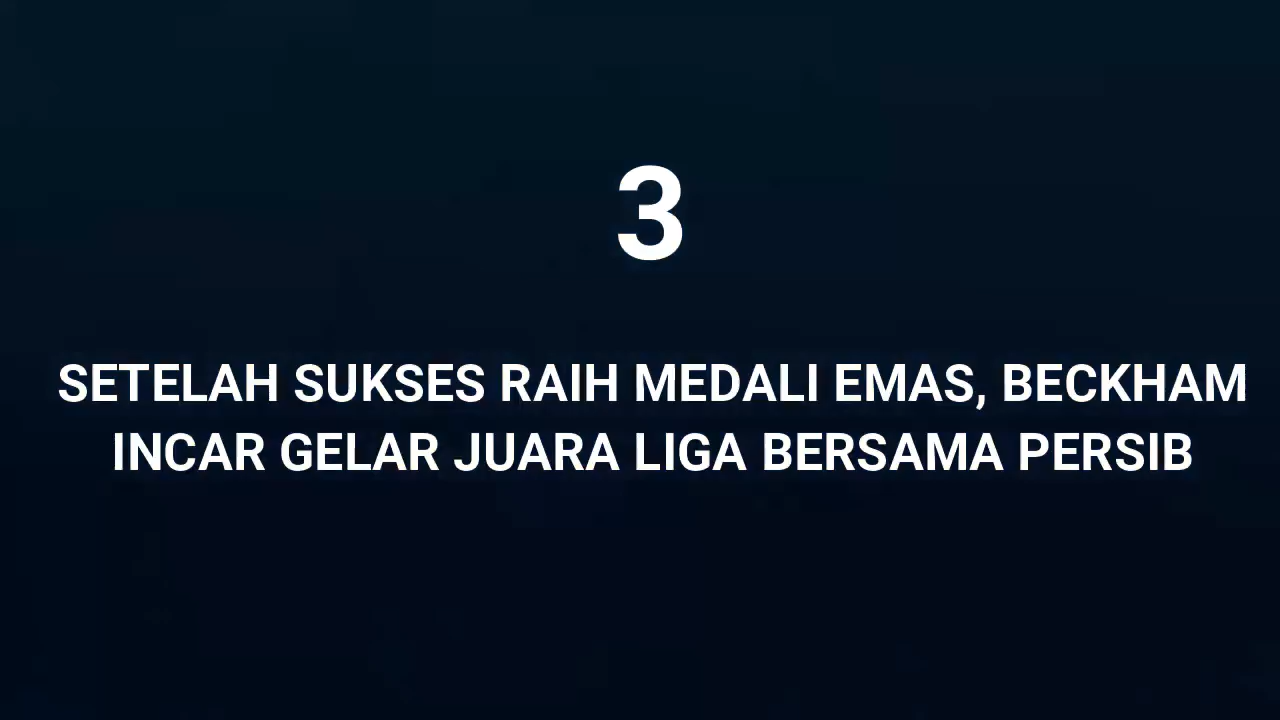 3
SETELAH SUKSES RAIH MEDALI EMAS, BECKHAM
INCAR GELAR JUARA LIGA BERSAMA PERSIB